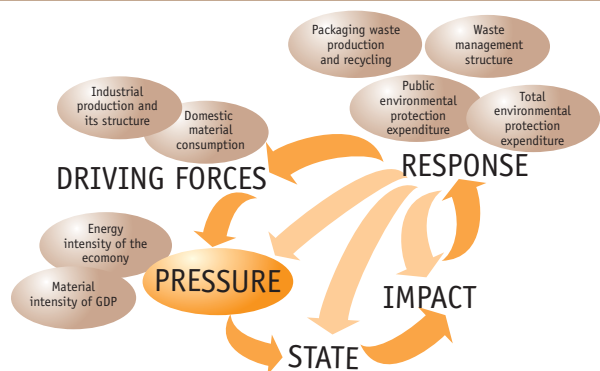 Packaging waste
production
and recycling
Waste
management
structure
Public
environmental
protection
expenditure
Total
environmental
protection
expenditure
Industrial
production and
its structure
Domestic
material
consumption
RESPONSE
DRIVING FORCES
Energy
intensity of the
ecomony
Material
intensity of GDP
PRESSURE
IMPACT
STATE